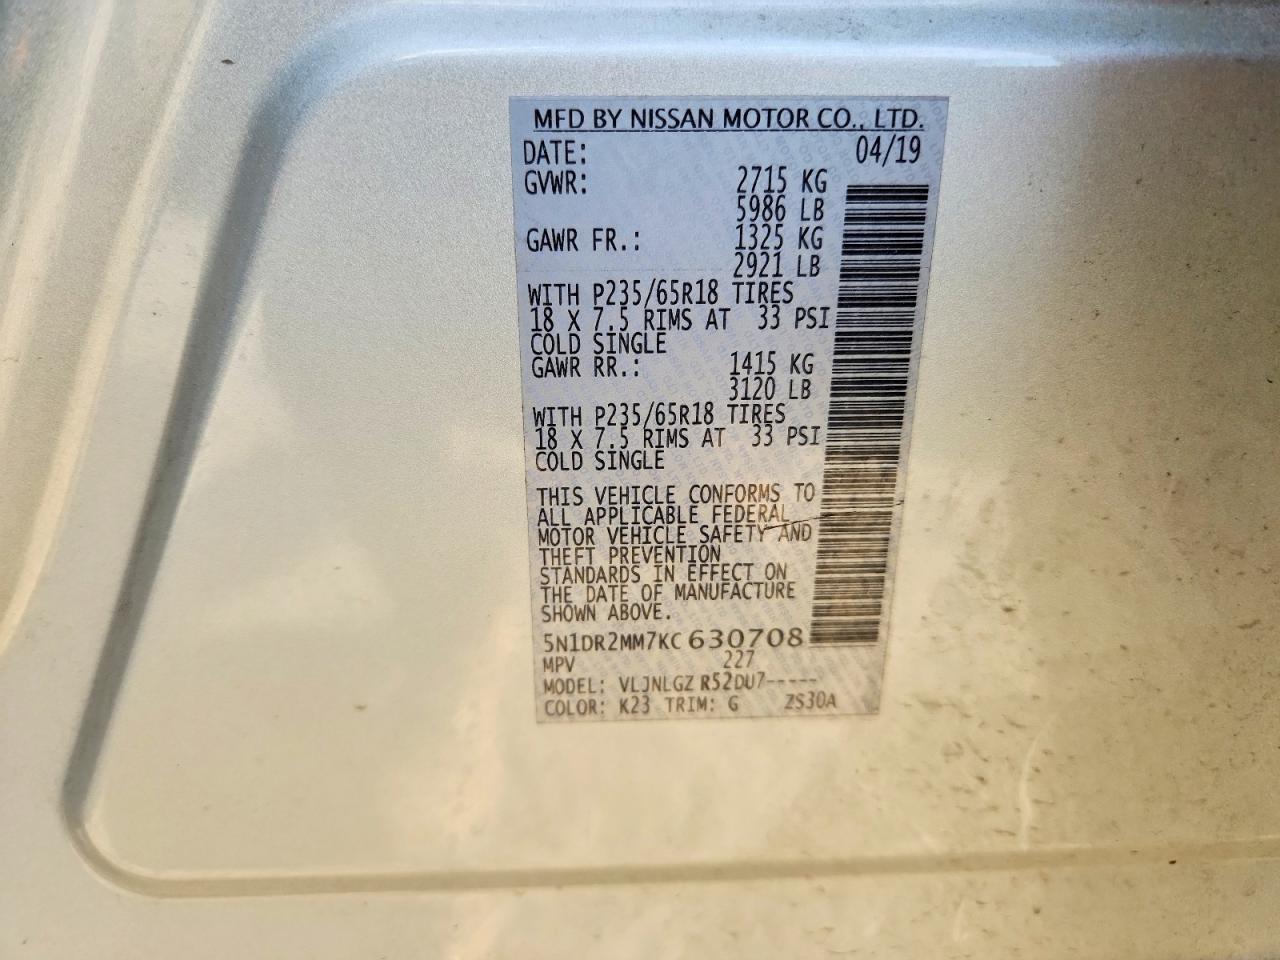 MFD BY NISSAN MOTOR CO., LTD.
DATE: 04/19
GVWR: 2715 KG
5986 LB
GAWR FR.: 1325 KG
2921 LB
WITH P235/65R18 TIRES
18 X 7.5 RIMS AT 33 PSI
COLD SINGLE
GAWR RR.: 1415 KG
3120 LB
WITH P235/65R18 TIRES
18 X 7.5 RIMS AT 33 PSI
COLD SINGLE
THIS VEHICLE CONFORMS TO
ALL APPLICABLE FEDERAL
MOTOR VEHICLE SAFETY AND
THEFT PREVENTION
STANDARDS IN EFFECT ON
THE DATE OF MANUFACTURE
SHOWN ABOVE.
5N1DR2MM7KC630708
MPV 227
MODEL: VLJNLGZ R52DU7-----
COLOR: K23 TRIM: G ZS30A